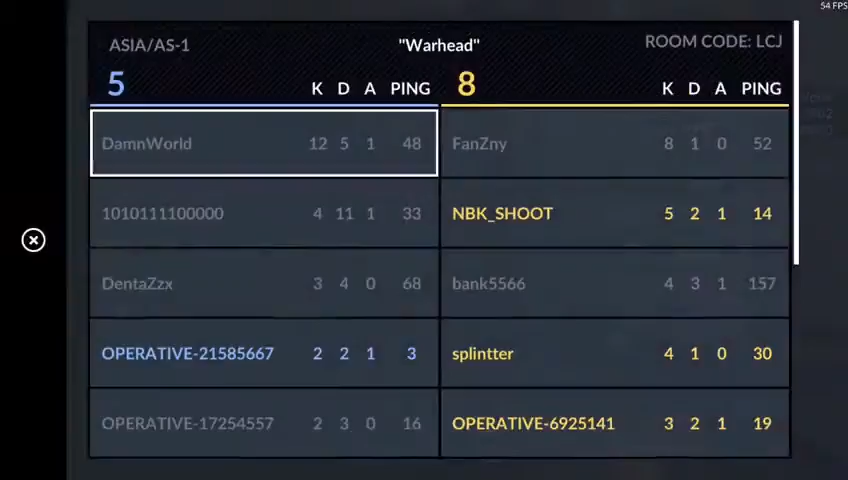 54 FPS
ASIA/AS-1 "Warhead" ROOM CODE: LCJ
5 K D A PING 8 K D A PING
DamnWorld 12 5 1 48 FanZny 8 1 0 52
1010111100000 4 11 1 33 NBK_SHOOT 5 2 1 14
DentaZzx 3 4 0 68 bank5566 4 3 1 157
OPERATIVE-21585667 2 2 1 3 splintter 4 1 0 30
OPERATIVE-17254557 2 3 0 16 OPERATIVE-6925141 3 2 1 19